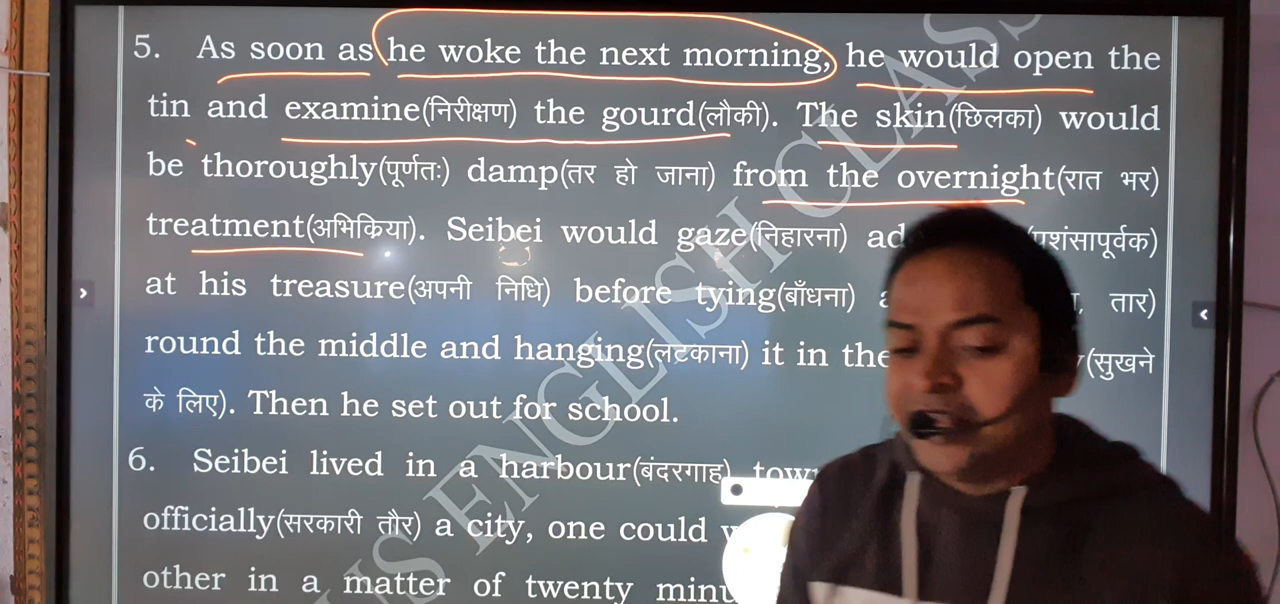 5. As soon as he woke the next morning, he would open the
tin and examine(निरीक्षण) the gourd(लौकी). The skin(छिलका) would
be thoroughly(पूर्णतः) damp(तर हो जाना) from the overnight(रात भर)
treatment(अभिक्रिया). Seibei would gaze(निहारना)
at his treasure(अपनी निधि) before tying(बाँधना) तार)
round the middle and hanging(लटकाना) it in the (सुखने
के लिए). Then he set out for school.
6. Seibei lived in a harbour(बंदरगाह)
officially(सरकारी तौर) a city, one could
other in a matter of twenty
ENGLISH CLASS